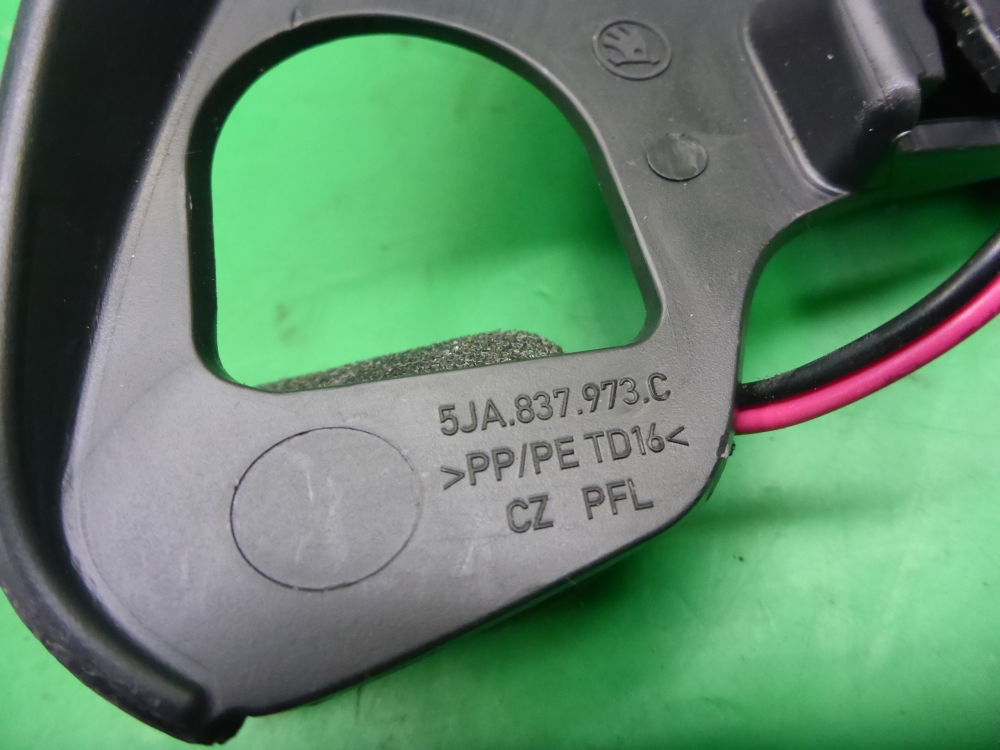 5JA.837.973.C
>PP/PE TD16<
CZ PFL